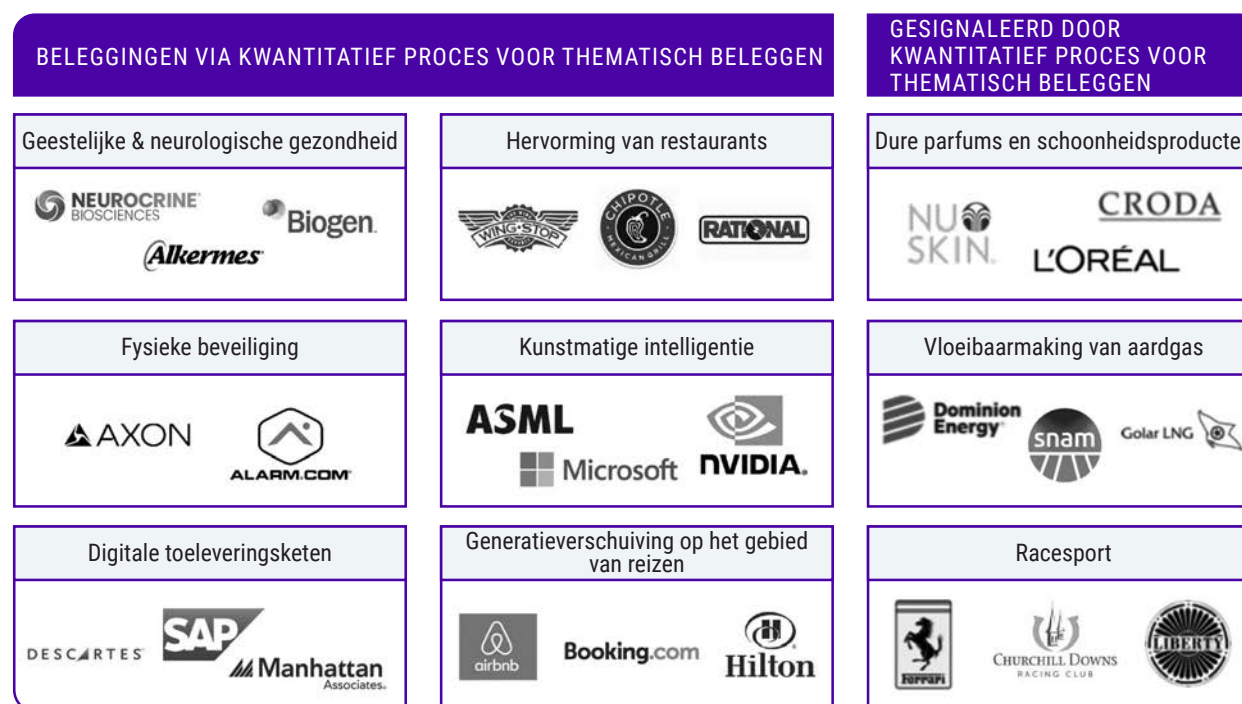 BELEGGINGEN VIA KWANTITATIEF PROCES VOOR THEMATISCH BELEGGEN
GESIGNALEERD DOOR
KWANTITATIEF PROCES VOOR
THEMATISCH BELEGGEN
Geestelijke & neurologische gezondheid
NEUROCRINE
BIOSCIENCES
Biogen.
Alkermes
Hervorming van restaurants
WING·STOP
CHIPOTLE
MEXICAN GRILL
RATIONAL
Dure parfums en schoonheidsproducte
NU
SKIN.
CRODA
L'ORÉAL
Fysieke beveiliging
AXON
ALARM.COM
Kunstmatige intelligentie
ASML
Microsoft
NVIDIA.
Vloeibaarmaking van aardgas
Dominion
Energy
snam
Golar LNG
Digitale toeleveringsketen
DESCARTES
SAP
Manhattan
Associates.
Generatieverschuiving op het gebied
van reizen
airbnb
Booking.com
H
Hilton
Racesport
Ferrari
CHURCHILL DOWNS
RACING CLUB
LIBERTY